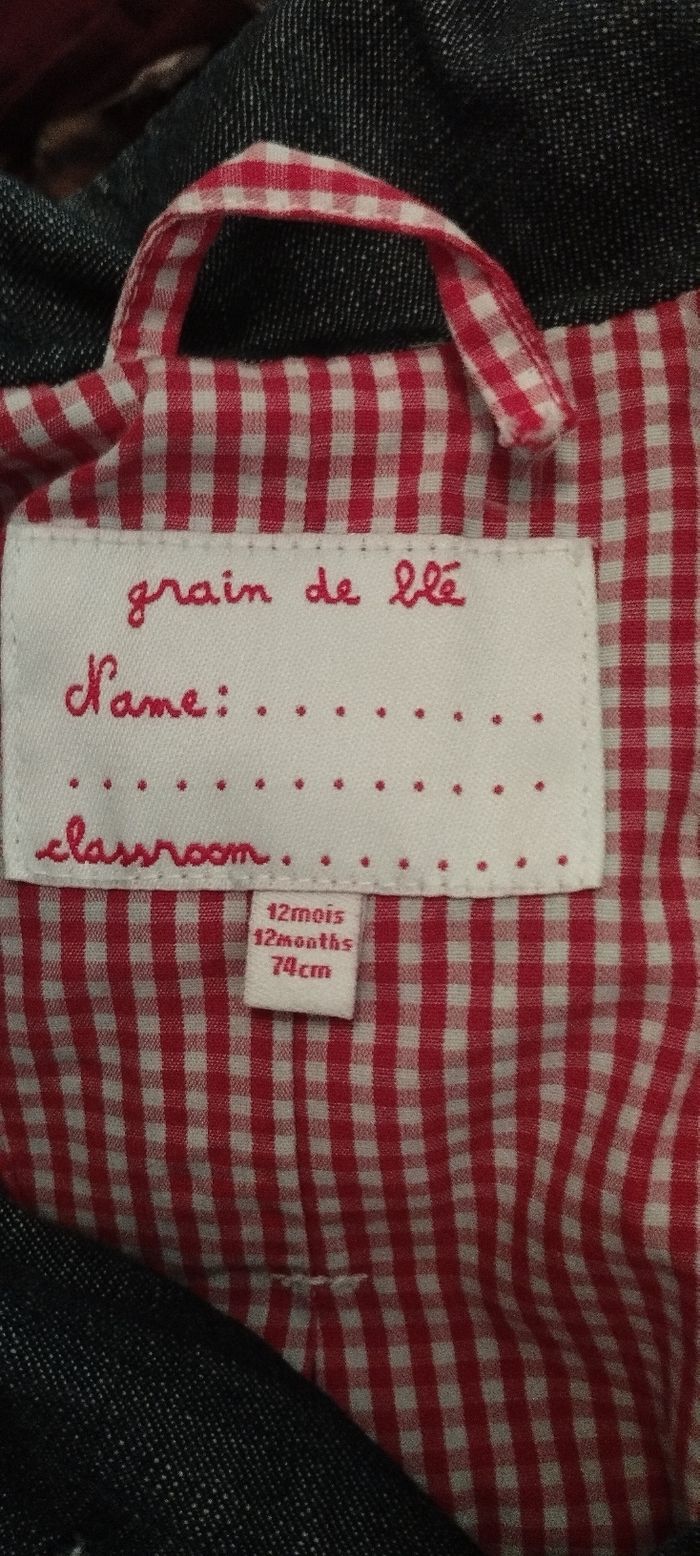 grain de blé
Name: . . . . . . . .
. . . . . . . . . . . . . .
classroom . . . . . . . .
12mois
12months
74cm